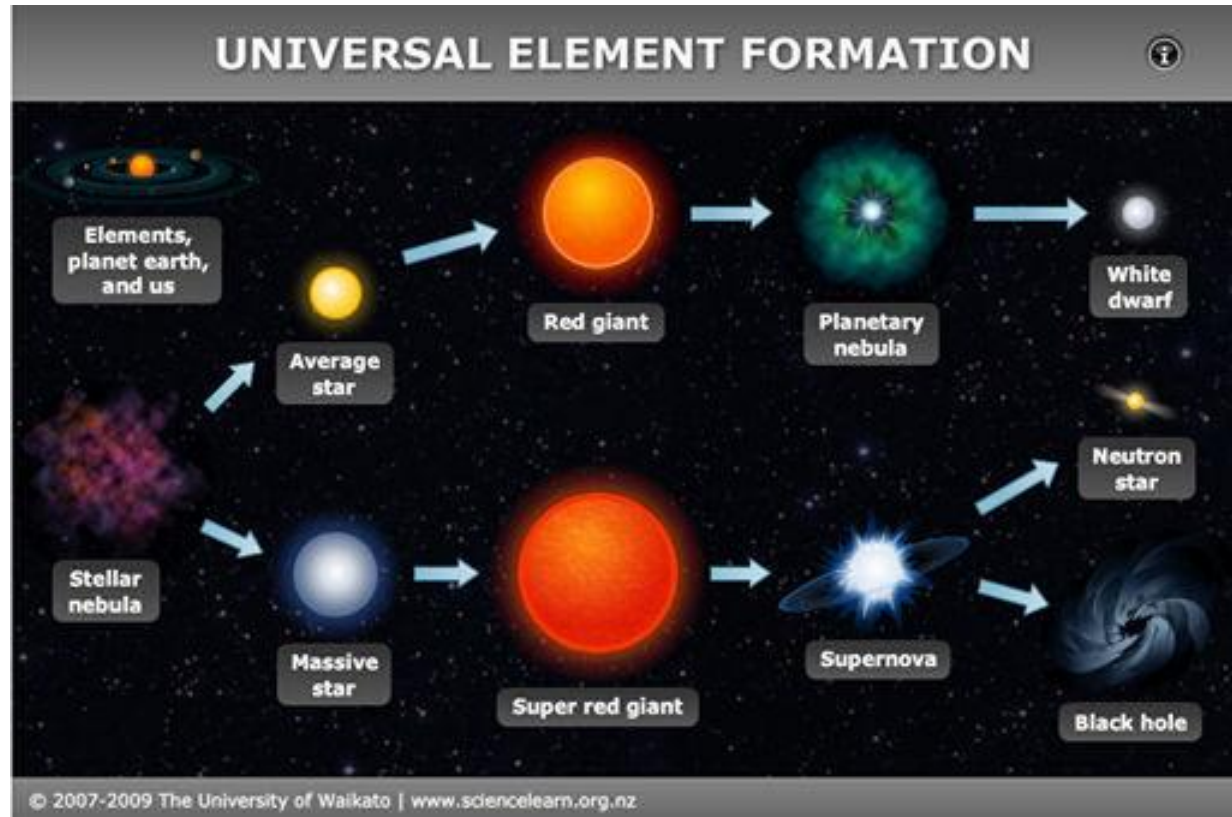 UNIVERSAL ELEMENT FORMATION
i
Elements,
planet earth,
and us
Average
star
Red giant
Planetary
nebula
White
dwarf
Stellar
nebula
Massive
star
Super red giant
Supernova
Neutron
star
Black hole
© 2007-2009 The University of Waikato | www.sciencelearn.org.nz